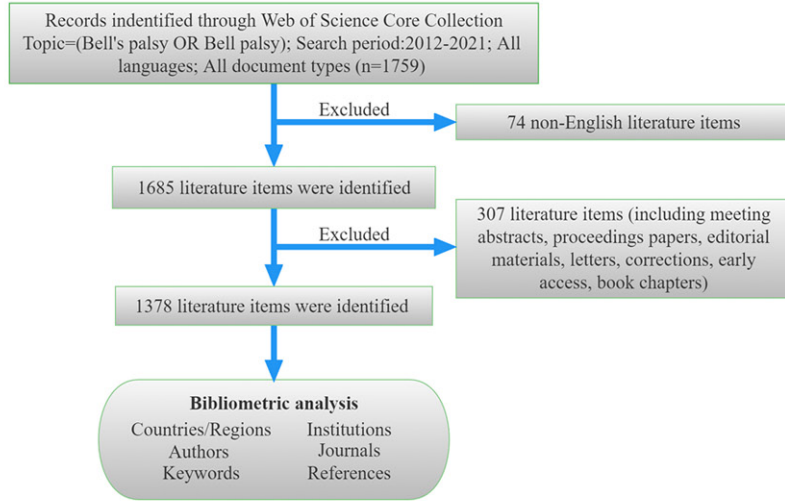 Records indentified through Web of Science Core Collection
Topic=(Bell's palsy OR Bell palsy); Search period:2012-2021; All
languages; All document types (n=1759)
Excluded
74 non-English literature items
1685 literature items were identified
Excluded
307 literature items (including meeting
abstracts, proceedings papers, editorial
materials, letters, corrections, early
access, book chapters)
1378 literature items were identified
Bibliometric analysis
Countries/Regions Institutions
Authors Journals
Keywords References